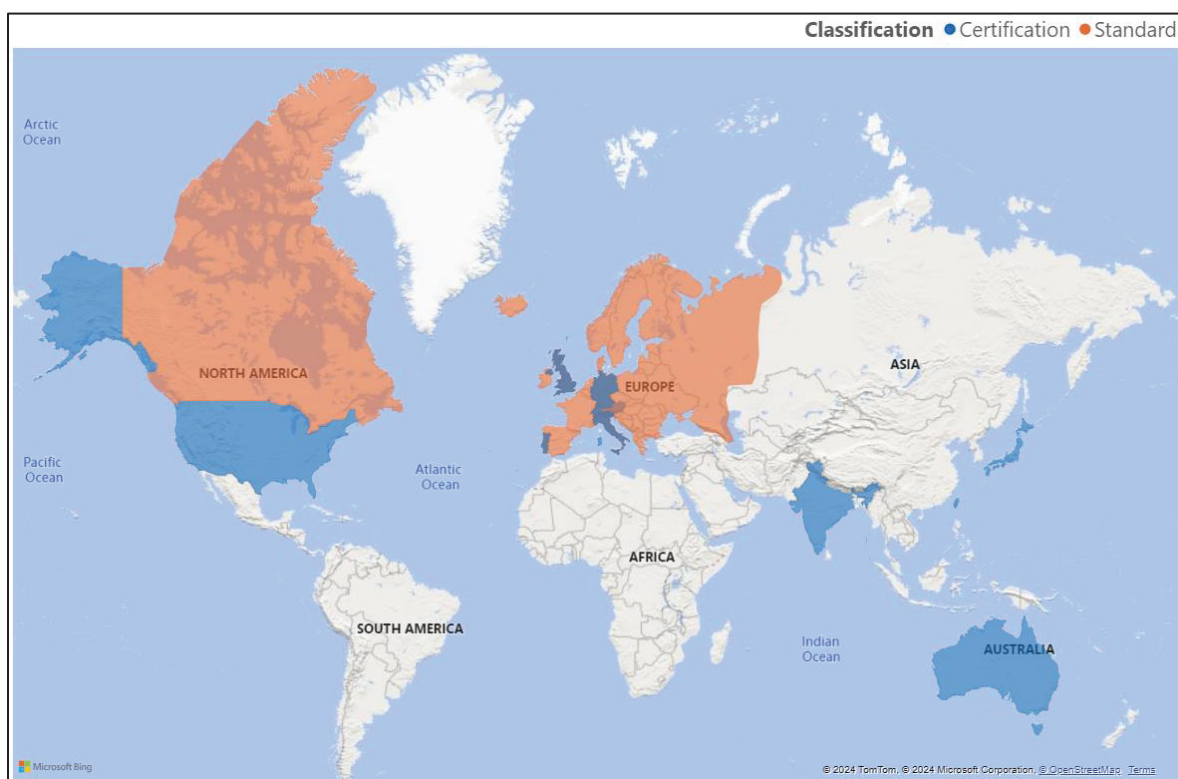 Classification Certification Standard
Arctic
Ocean
NORTH AMERICA
EUROPE
ASIA
Pacific
Ocean
Atlantic
Ocean
AFRICA
SOUTH AMERICA
Indian
Ocean
AUSTRALIA
Microsoft Bing
© 2024 TomTom, © 2024 Microsoft Corporation, © OpenStreetMap Terms